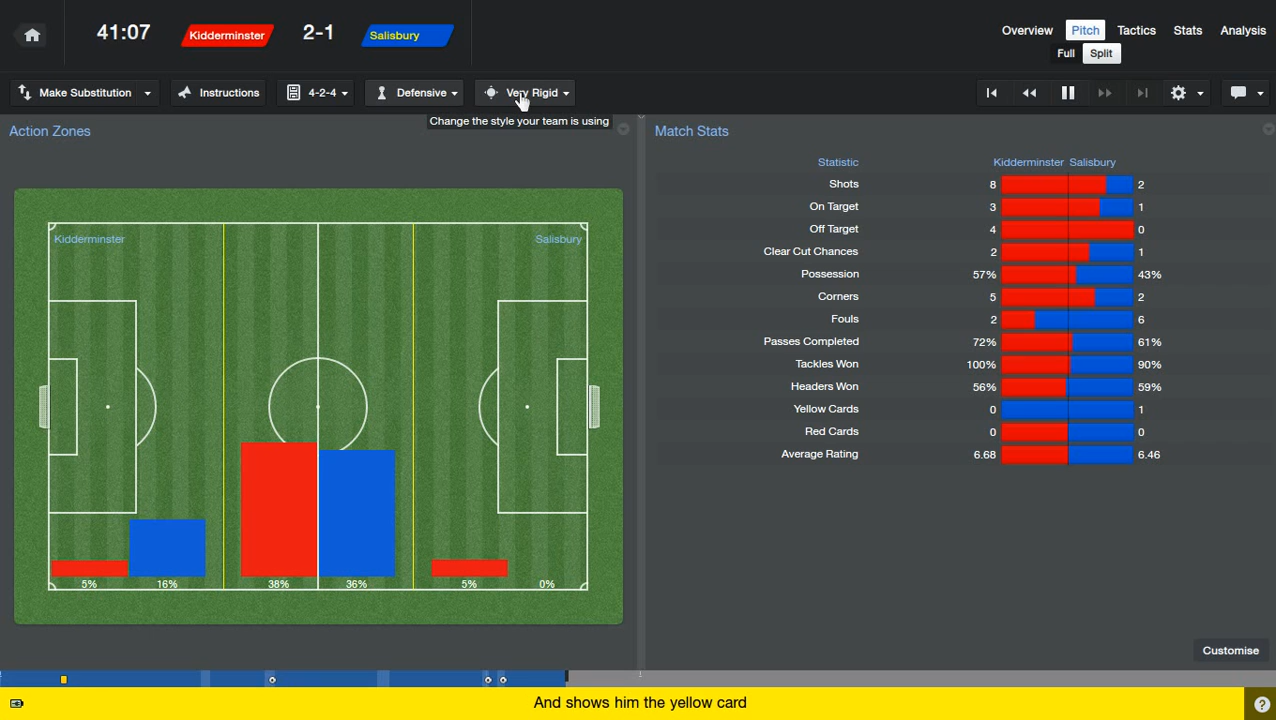 41:07 Kidderminster 2-1 Salisbury
Overview Pitch Tactics Stats Analysis
Full Split
Make Substitution Instructions 4-2-4 Defensive Very Rigid
Change the style your team is using
Action Zones
Kidderminster Salisbury
5% 16% 38% 36% 5% 0%
Match Stats
Statistic Kidderminster Salisbury
Shots 8 2
On Target 3 1
Off Target 4 0
Clear Cut Chances 2 1
Possession 57% 43%
Corners 5 2
Fouls 2 6
Passes Completed 72% 61%
Tackles Won 100% 90%
Headers Won 56% 59%
Yellow Cards 0 1
Red Cards 0 0
Average Rating 6.68 6.46
Customise
And shows him the yellow card
?